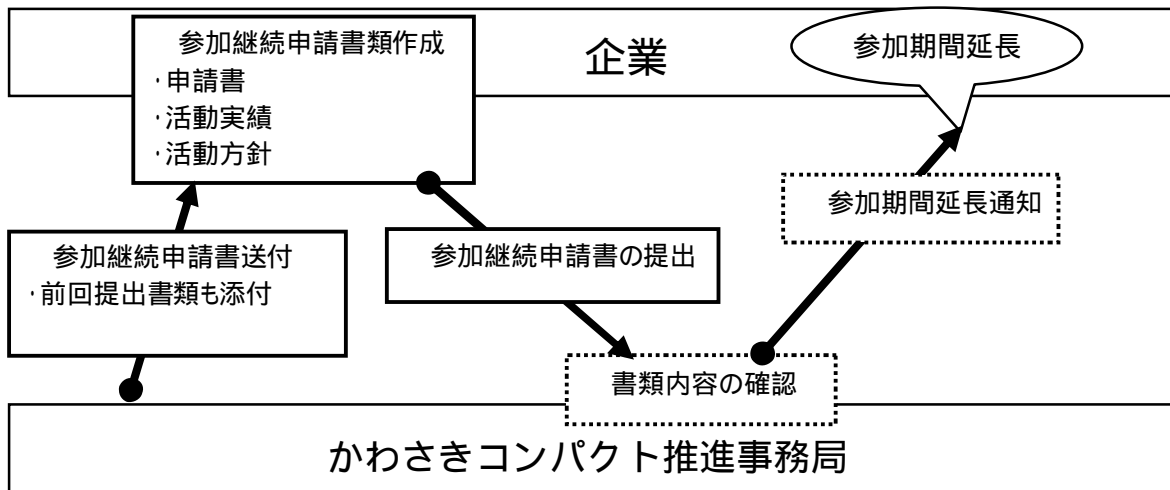 企業
参加継続申請書類作成
・申請書
・活動実績
・活動方針
参加期間延長
参加期間延長通知
参加継続申請書送付
・前回提出書類も添付
参加継続申請書の提出
書類内容の確認
かわさきコンパクト推進事務局